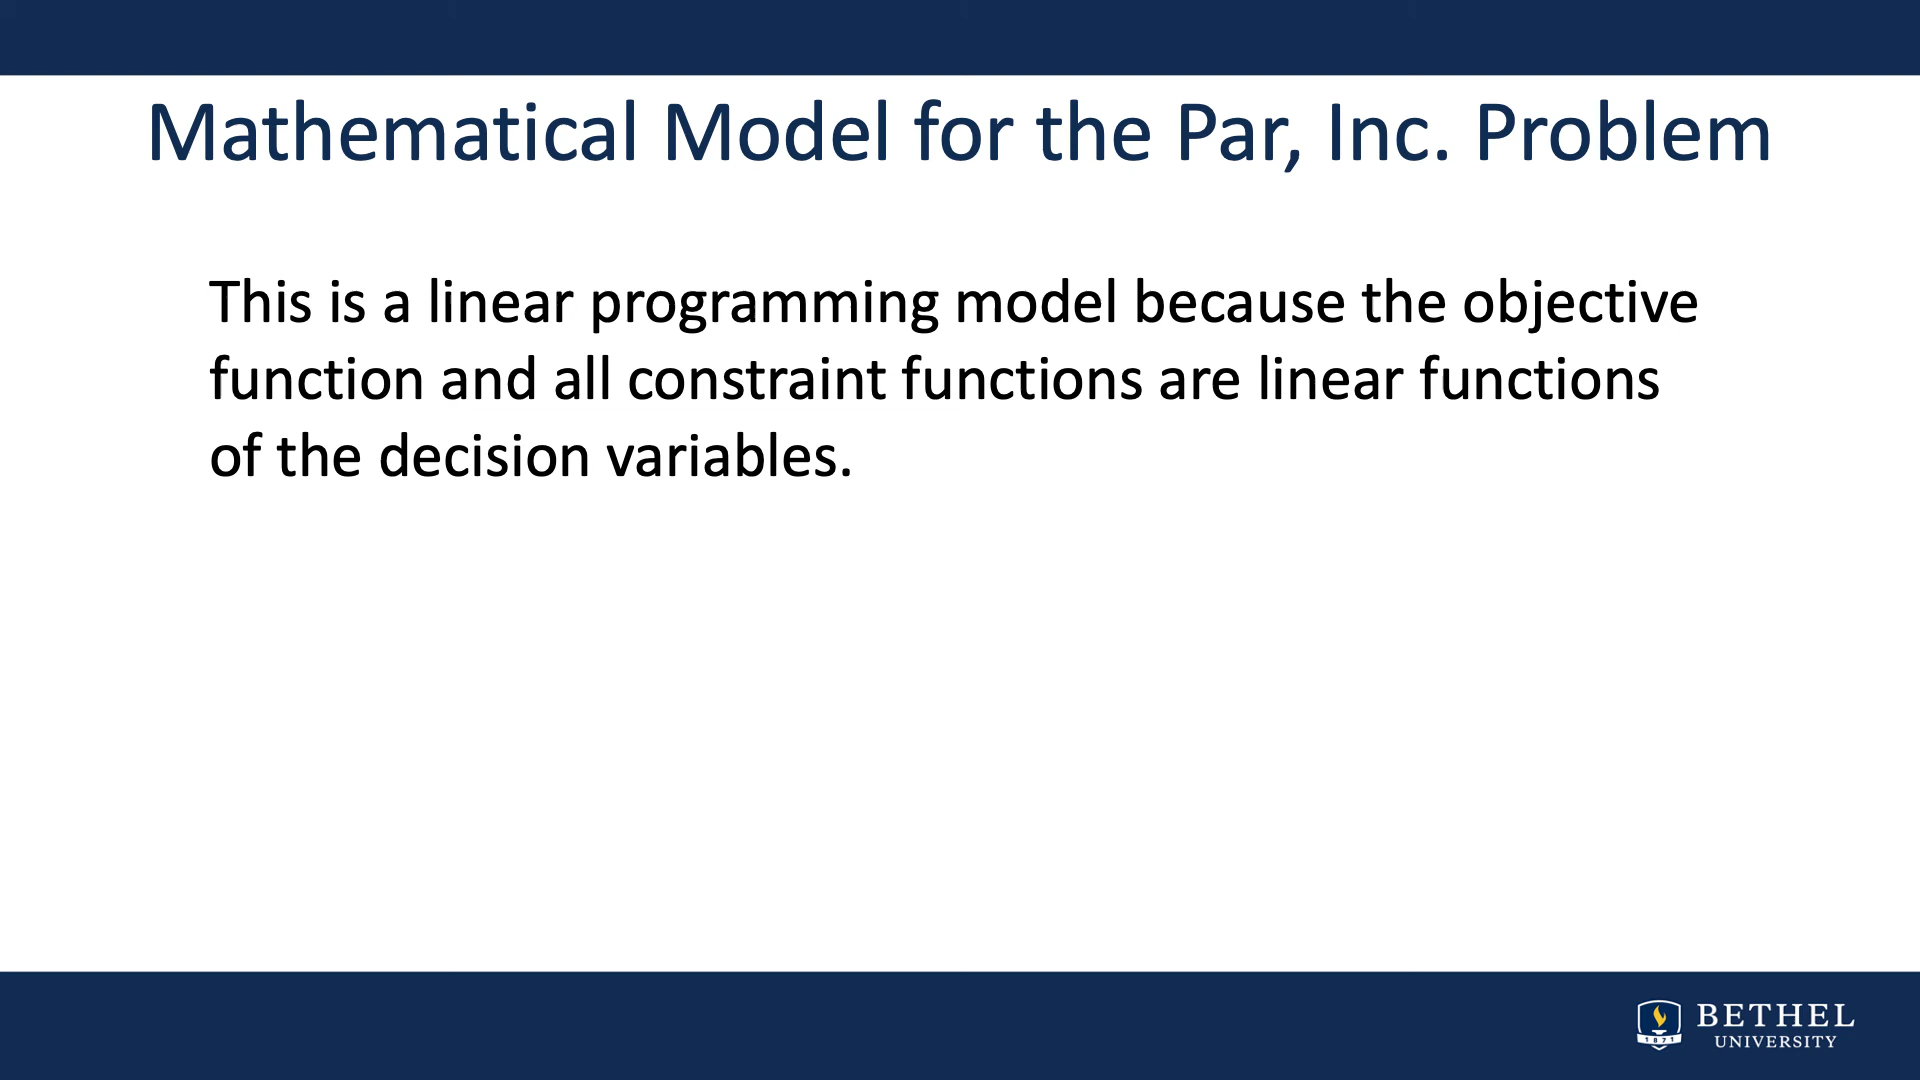 Mathematical Model for the Par, Inc. Problem
This is a linear programming model because the objective
function and all constraint functions are linear functions
of the decision variables.
1871
BETHEL
UNIVERSITY